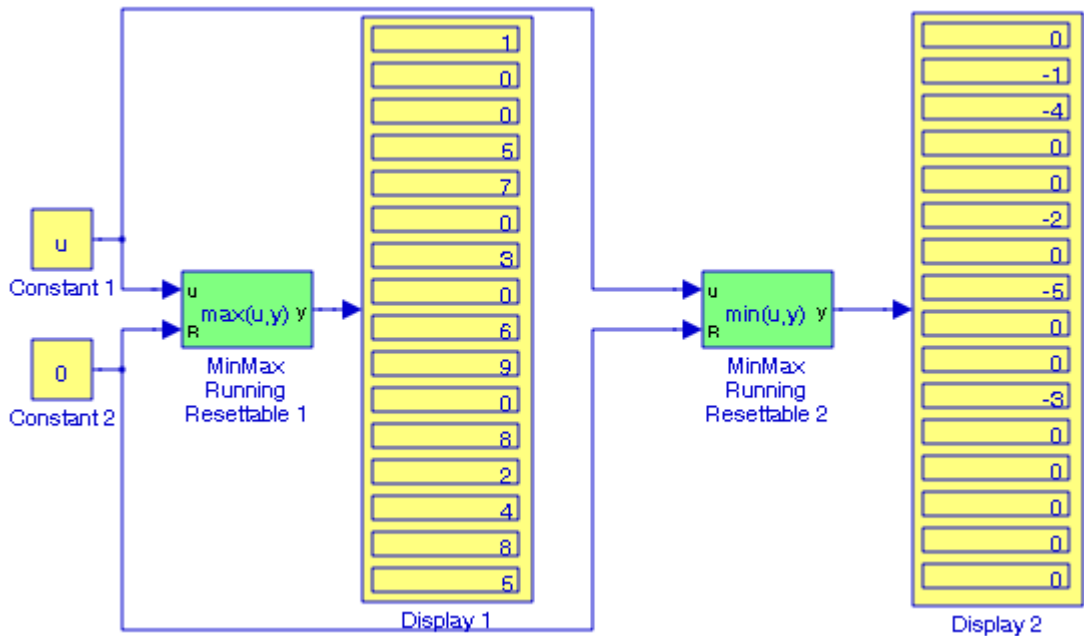 u
Constant 1
0
Constant 2
u
R
max(u,y)
y
MinMax
Running
Resettable 1
1
0
0
5
7
0
3
0
6
9
0
8
2
4
8
5
Display 1
u
R
min(u,y)
y
MinMax
Running
Resettable 2
0
-1
-4
0
0
-2
0
-5
0
0
-3
0
0
0
0
0
Display 2